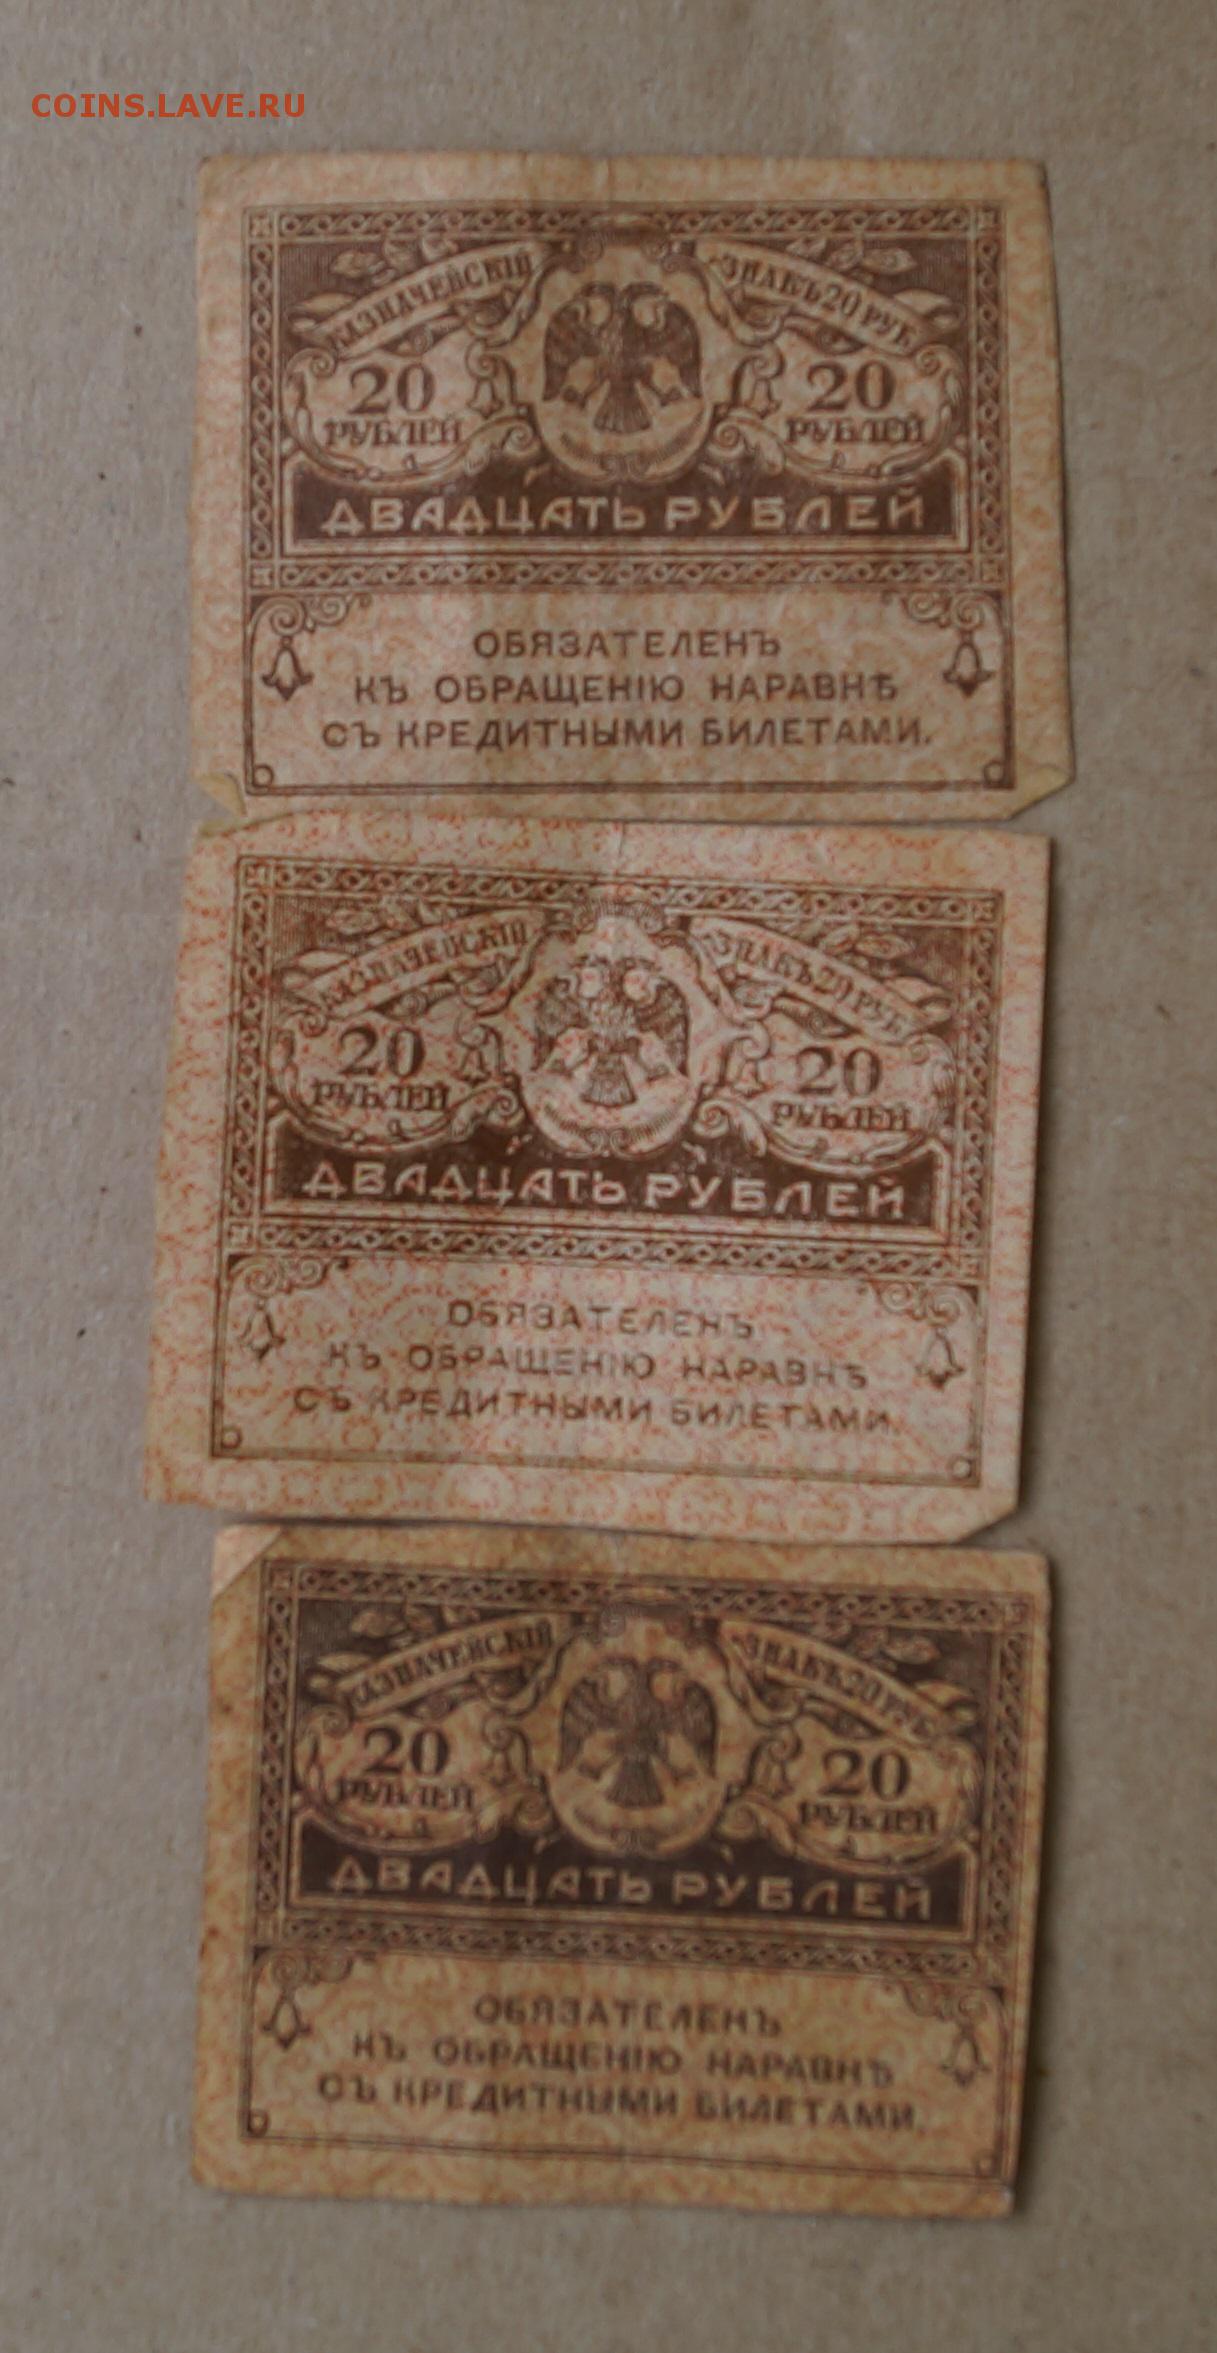 COINS.LAVE.RU
КАЗНАЧЕЙСКІЙ ЗНАКЪ 20 РУБ
20 20
РУБЛЕЙ РУБЛЕЙ
ДВАДЦАТЬ РУБЛЕЙ
ОБЯЗАТЕЛЕНЪ
КЪ ОБРАЩЕНІЮ НАРАВНѢ
СЪ КРЕДИТНЫМИ БИЛЕТАМИ.
КАЗНАЧЕЙСКІЙ ЗНАКЪ 20 РУБ
20 20
РУБЛЕЙ РУБЛЕЙ
ДВАДЦАТЬ РУБЛЕЙ
ОБЯЗАТЕЛЕНЪ
КЪ ОБРАЩЕНІЮ НАРАВНѢ
СЪ КРЕДИТНЫМИ БИЛЕТАМИ.
КАЗНАЧЕЙСКІЙ ЗНАКЪ 20 РУБ
20 20
РУБЛЕЙ РУБЛЕЙ
ДВАДЦАТЬ РУБЛЕЙ
ОБЯЗАТЕЛЕНЪ
КЪ ОБРАЩЕНІЮ НАРАВНѢ
СЪ КРЕДИТНЫМИ БИЛЕТАМИ.